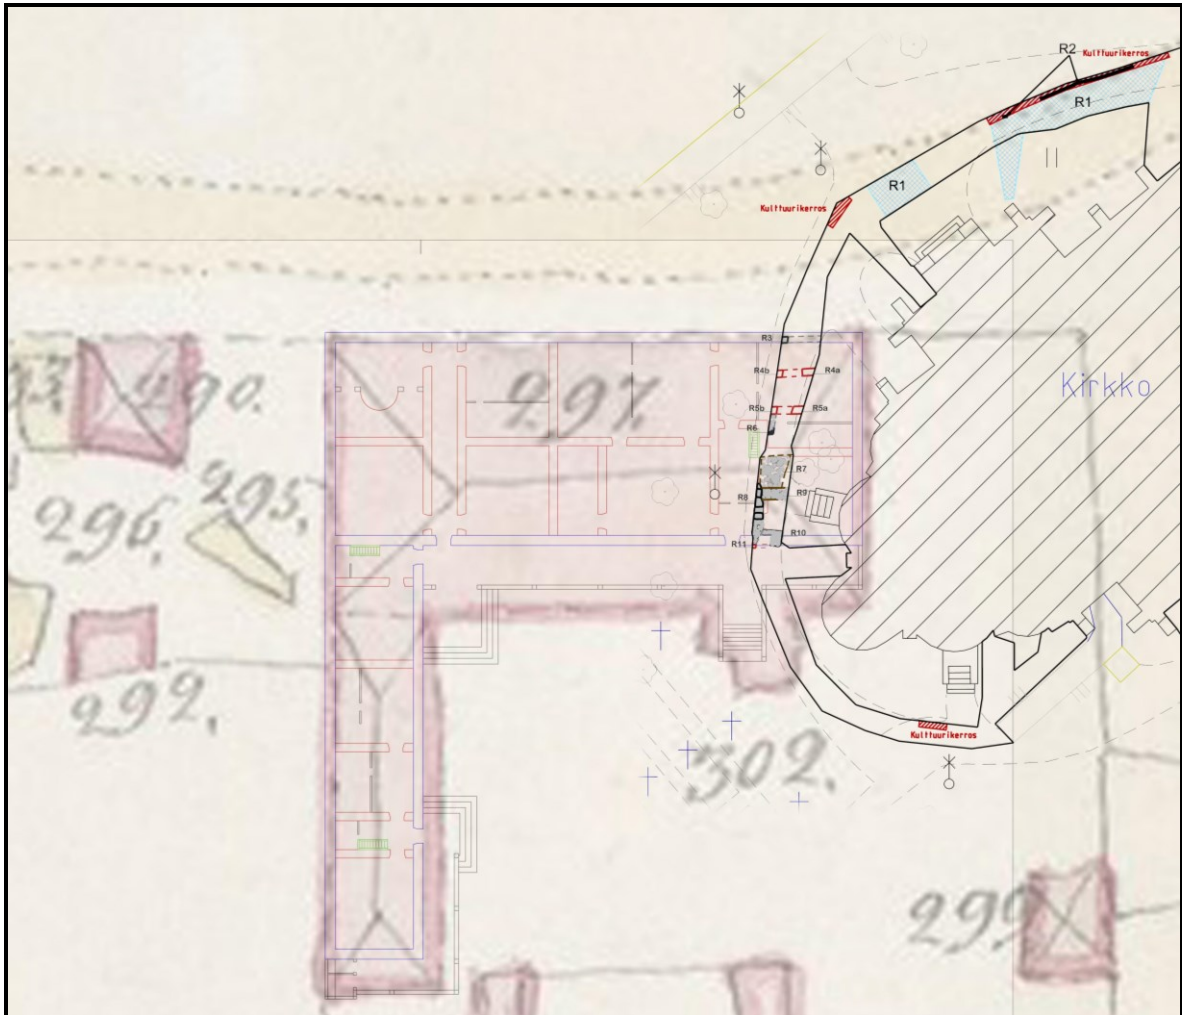 R2 Kulttuurikerros
R1
R1
Kulttuurikerros
R3
R4b R4a
Kirkko
290.
297.
R5b R5a
R6
295.
R7
R8 R9
296.
R10
R11
292.
Kulttuurikerros
302.
299